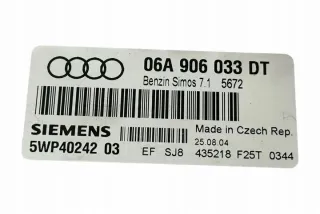 06A 906 033 DT
Benzin Simos 7.1 5672
SIEMENS
Made in Czech Rep.
25.08.04
5WP40242 03
EF SJ8 435218 F25T 0344